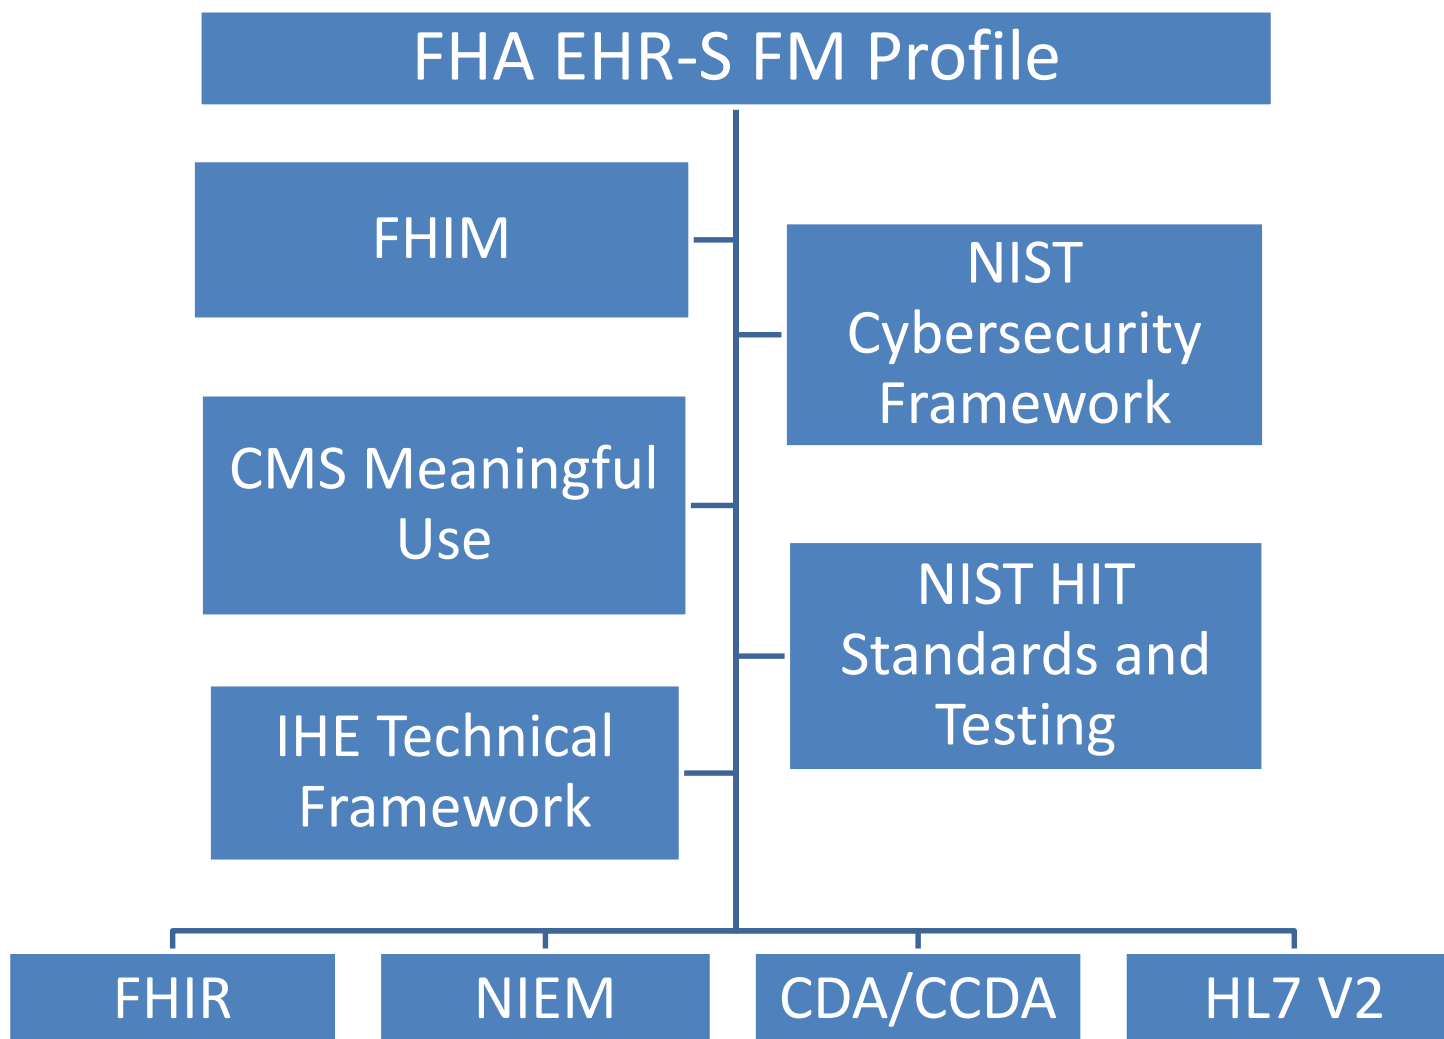 FHA EHR-S FM Profile
FHIM
NIST
Cybersecurity
Framework
CMS Meaningful
Use
NIST HIT
Standards and
Testing
IHE Technical
Framework
FHIR
NIEM
CDA/CCDA
HL7 V2